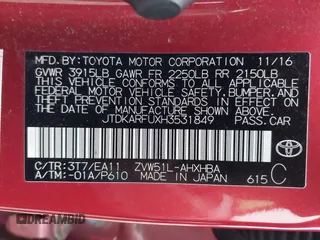 MFD. BY: TOYOTA MOTOR CORPORATION 11/16
GVWR 3915LB GAWR FR 2250LB RR 2150LB
THIS VEHICLE CONFORMS TO ALL APPLICABLE
FEDERAL MOTOR VEHICLE SAFETY, BUMPER, AND
THEFT PREVENTION STANDARDS IN EFFECT ON
THE DATE OF MANUFACTURE SHOWN ABOVE.
JTDKARFUXH3531849 PASS.CAR
C/TR: 3T7/EA11 ZVW51L-AHXHBA
A/TM: -01A/P610 MADE IN JAPAN 615 C
TOYOTA